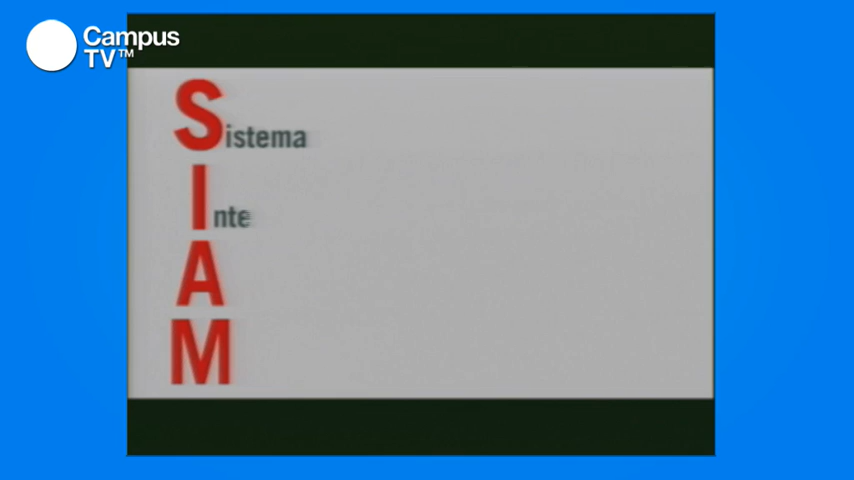 Campus
TV™
Sistema
Inte
A
M